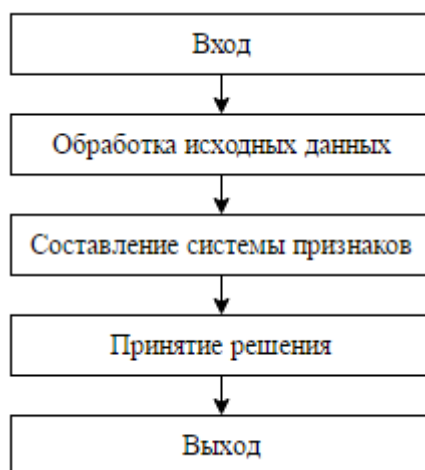 Вход
Обработка исходных данных
Составление системы признаков
Принятие решения
Выход